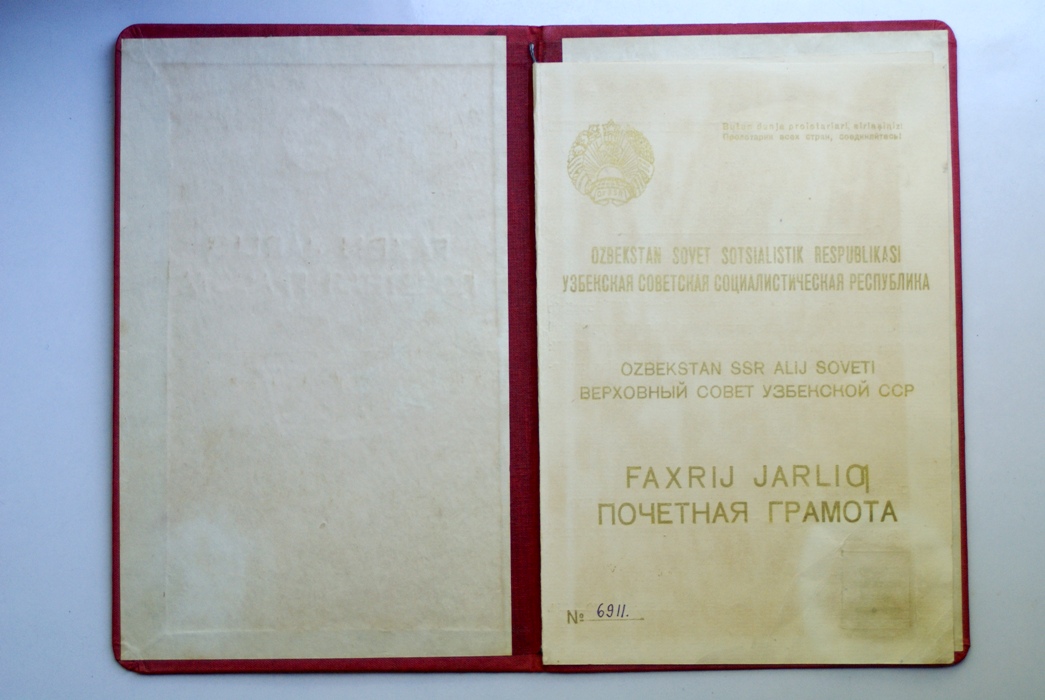 Butun Dunja proletarlari, birlaşiniz!
Пролетарии всех стран, соединяйтесь!
OZBEKSTAN SOVET SOTSIALISTIK RESPUBLIKASI
УЗБЕКСКАЯ СОВЕТСКАЯ СОЦИАЛИСТИЧЕСКАЯ РЕСПУБЛИКА
OZBEKSTAN SSR ALIJ SOVETI
ВЕРХОВНЫЙ СОВЕТ УЗБЕКСКОЙ ССР
FAXRIJ JARLIQ
ПОЧЕТНАЯ ГРАМОТА
№ 6911.